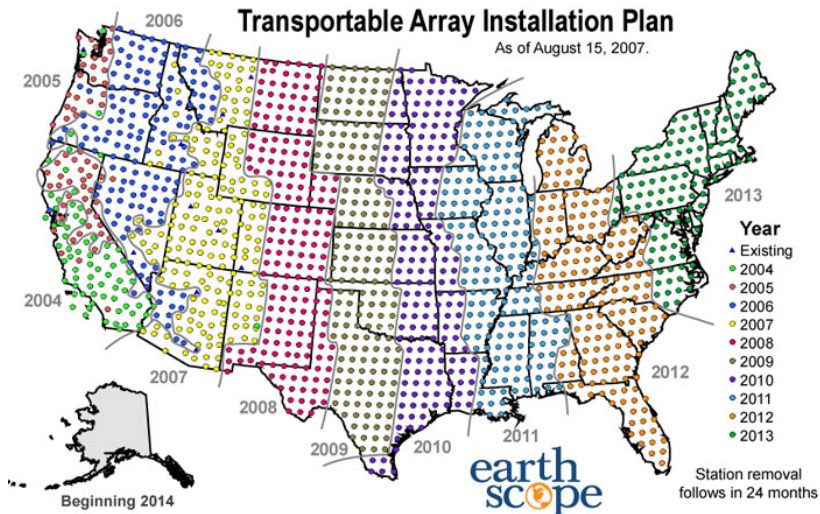 Transportable Array Installation Plan
As of August 15, 2007.
2006
2005
2004
2007
2008
2009
2010
2011
2012
2013
Year
Existing
2004
2005
2006
2007
2008
2009
2010
2011
2012
2013
Beginning 2014
earth
scope
Station removal
follows in 24 months